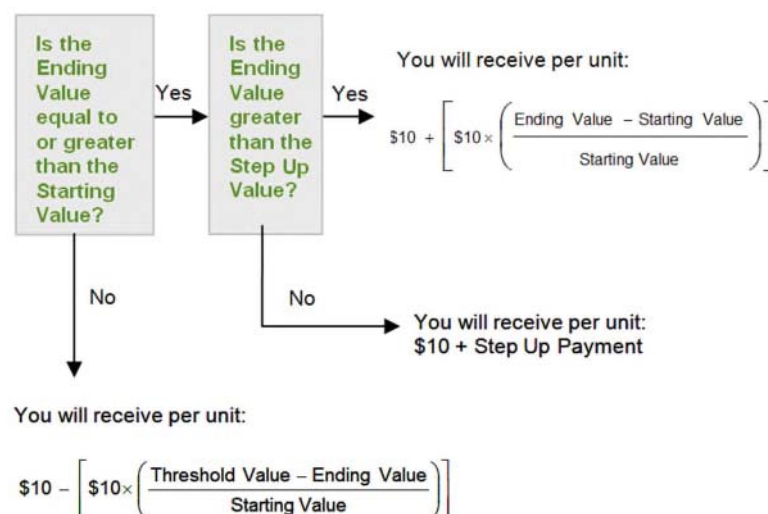 Is the
Ending
Value
equal to
or greater
than the
Starting
Value?
Yes
Is the
Ending
Value
greater
than the
Step Up
Value?
Yes
You will receive per unit:
$10 + [ $10× ( Ending Value – Starting Value
Starting Value ) ]
No
No
You will receive per unit:
$10 + Step Up Payment
You will receive per unit:
$10 – [ $10× ( Threshold Value – Ending Value
Starting Value ) ]